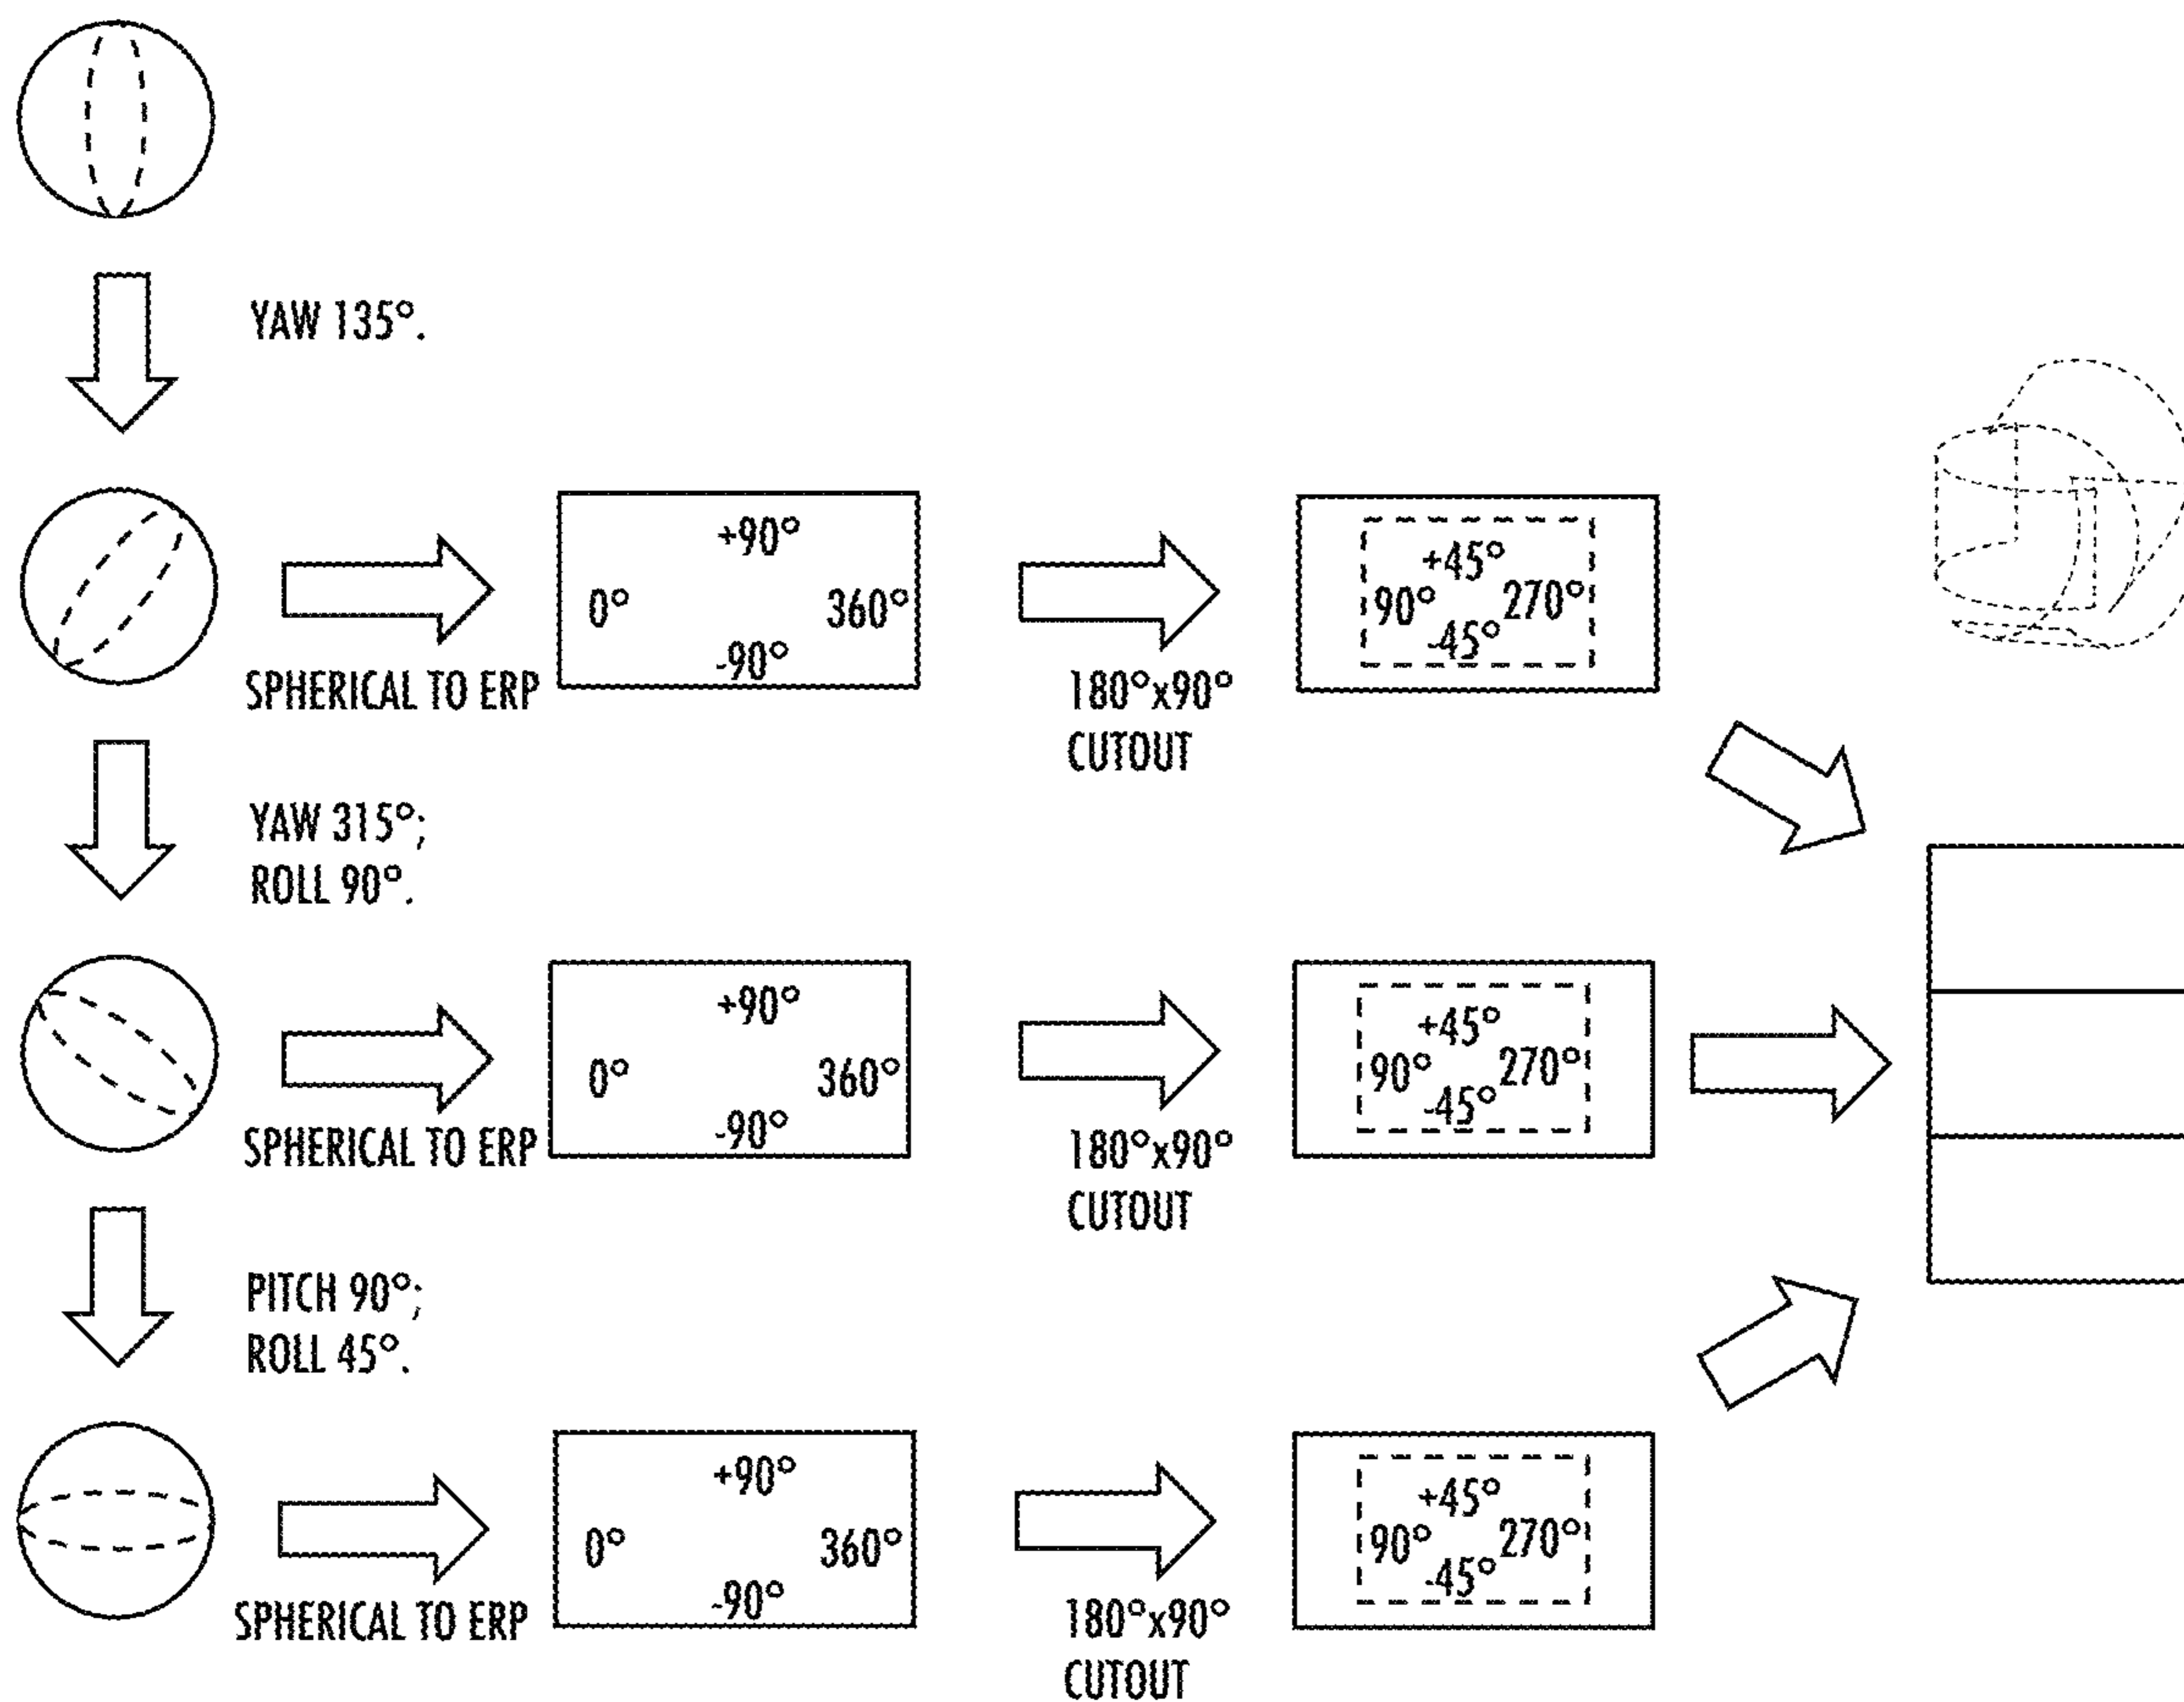 YAW 135°.
+90°
0°
360°
-90°
+45°
90°
270°
-45°
SPHERICAL TO ERP
180°x90°
CUTOUT
YAW 315°;
ROLL 90°.
+90°
0°
360°
-90°
+45°
90°
270°
-45°
SPHERICAL TO ERP
180°x90°
CUTOUT
PITCH 90°;
ROLL 45°.
+90°
0°
360°
-90°
+45°
90°
270°
-45°
SPHERICAL TO ERP
180°x90°
CUTOUT